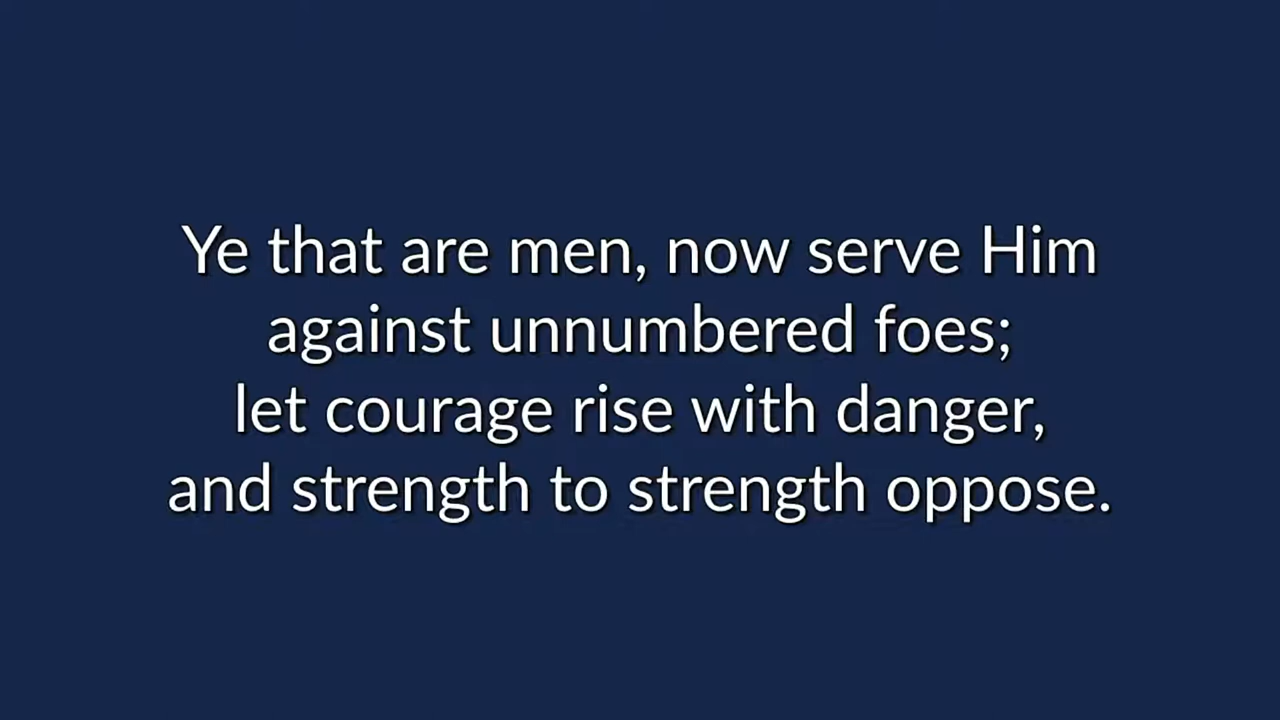 Ye that are men, now serve Him
against unnumbered foes;
let courage rise with danger,
and strength to strength oppose.